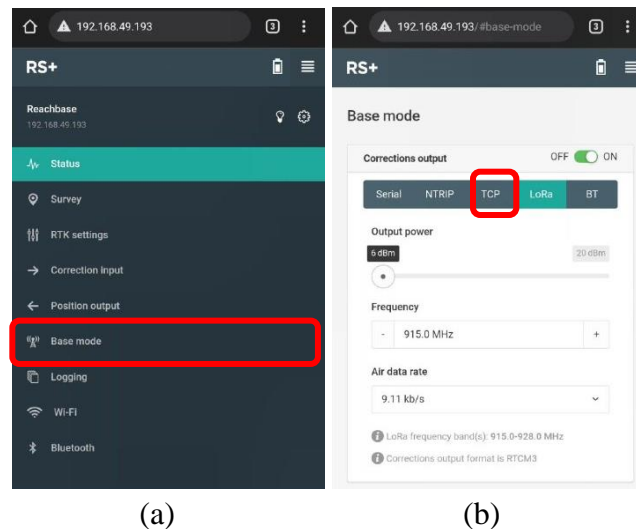 192.168.49.193
3
RS+
Reachbase
192.168.49.193
Status
Survey
RTK settings
Correction input
Position output
Base mode
Logging
Wi-Fi
Bluetooth
(a)
192.168.49.193/#base-mode
3
RS+
Base mode
Corrections output OFF ON
Serial NTRIP TCP LoRa BT
Output power
6 dBm 20 dBm
Frequency
- 915.0 MHz +
Air data rate
9.11 kb/s
LoRa frequency band(s): 915.0-928.0 MHz
Corrections output format is RTCM3
(b)